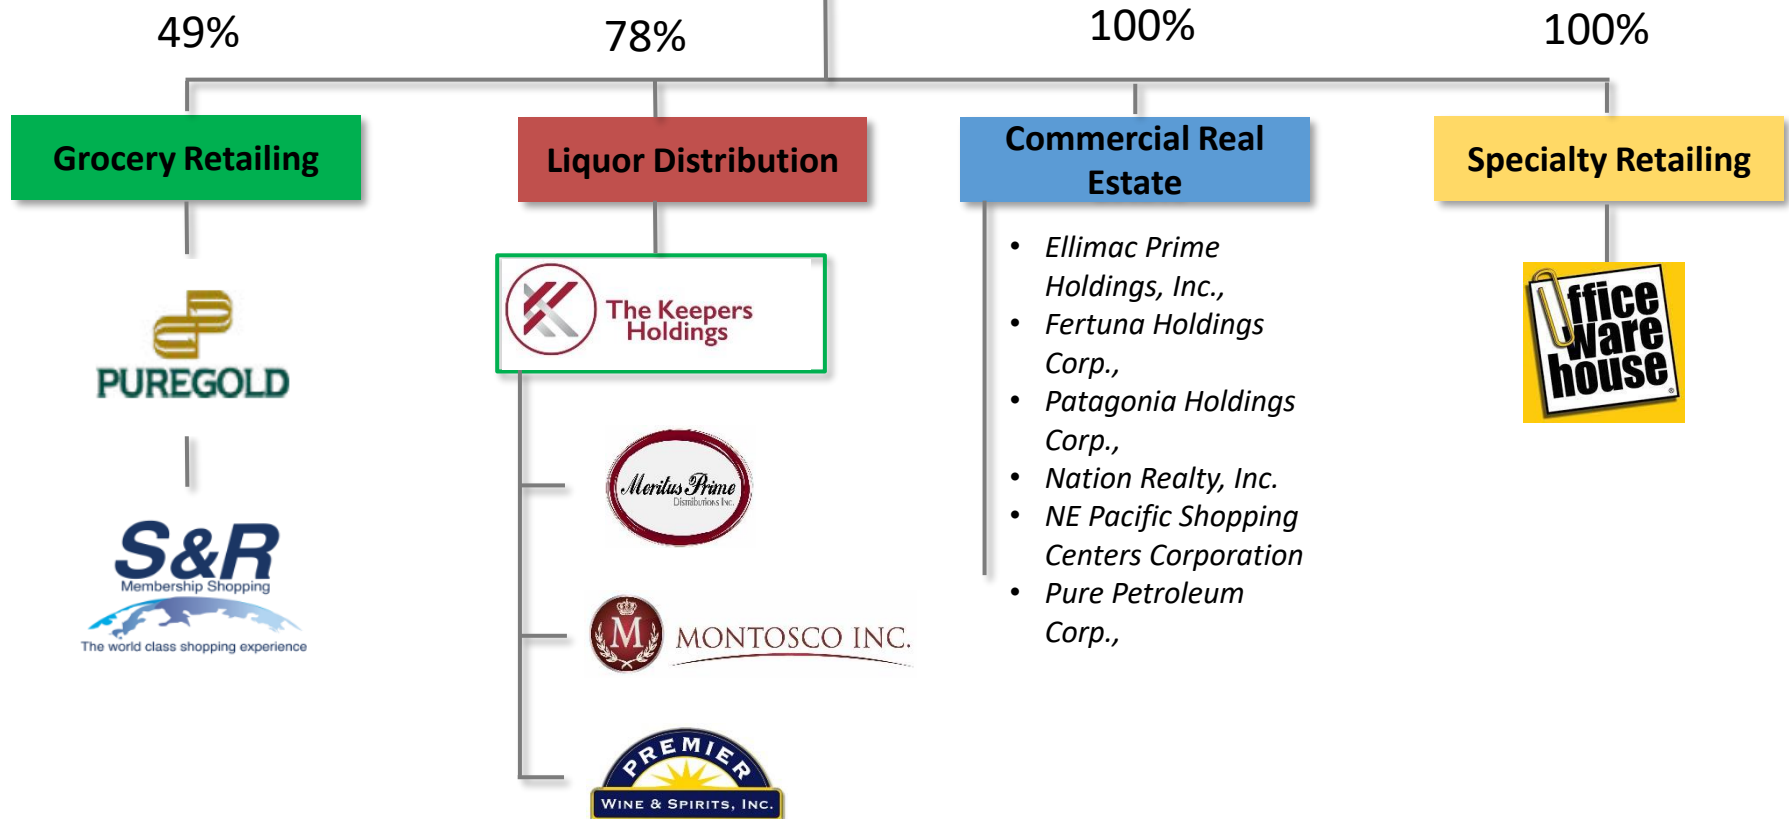 49%
78%
100%
100%
Grocery Retailing
Liquor Distribution
Commercial Real
Estate
Specialty Retailing
PUREGOLD
S&R
Membership Shopping
The world class shopping experience
The Keepers
Holdings
Meritus Prime
Distributions Inc.
M
MONTOSCO INC.
PREMIER
WINE & SPIRITS, INC.
• Ellimac Prime
Holdings, Inc.,
• Fertuna Holdings
Corp.,
• Patagonia Holdings
Corp.,
• Nation Realty, Inc.
• NE Pacific Shopping
Centers Corporation
• Pure Petroleum
Corp.,
Office
ware
house
®